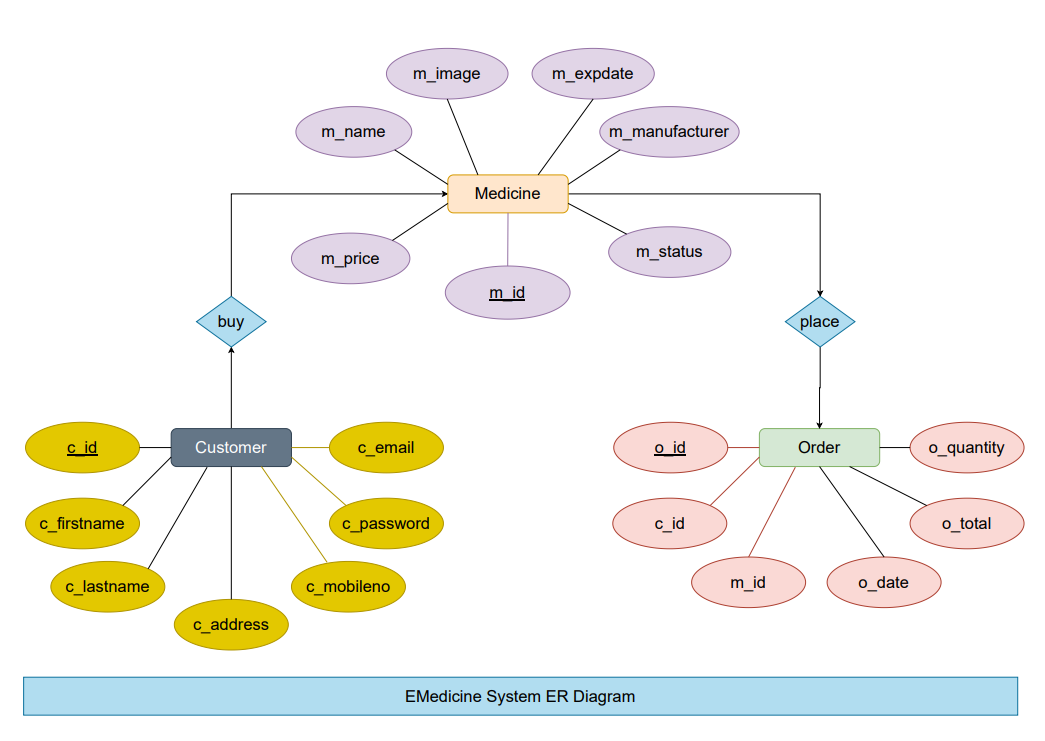 m_image
m_expdate
m_name
m_manufacturer
Medicine
m_price
m_status
m_id
buy
place
c_id
Customer
c_email
o_id
Order
o_quantity
c_firstname
c_password
c_id
o_total
c_lastname
c_mobileno
m_id
o_date
c_address
EMedicine System ER Diagram